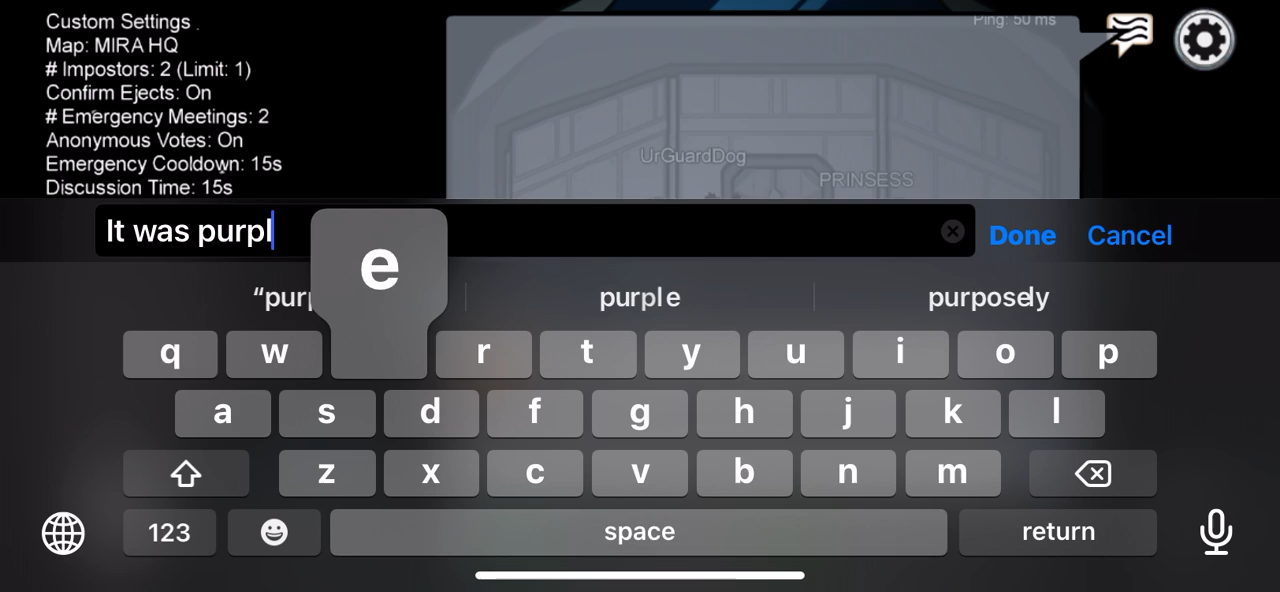 Custom Settings
Map: MIRA HQ
# Impostors: 2 (Limit: 1)
Confirm Ejects: On
# Emergency Meetings: 2
Anonymous Votes: On
Emergency Cooldown: 15s
Discussion Time: 15s
Ping: 50 ms
UrGuardDog
PRINSESS
It was purpl
Done Cancel
e
“purp purple purposely
q w r t y u i o p
a s d f g h j k l
z x c v b n m
123 space return